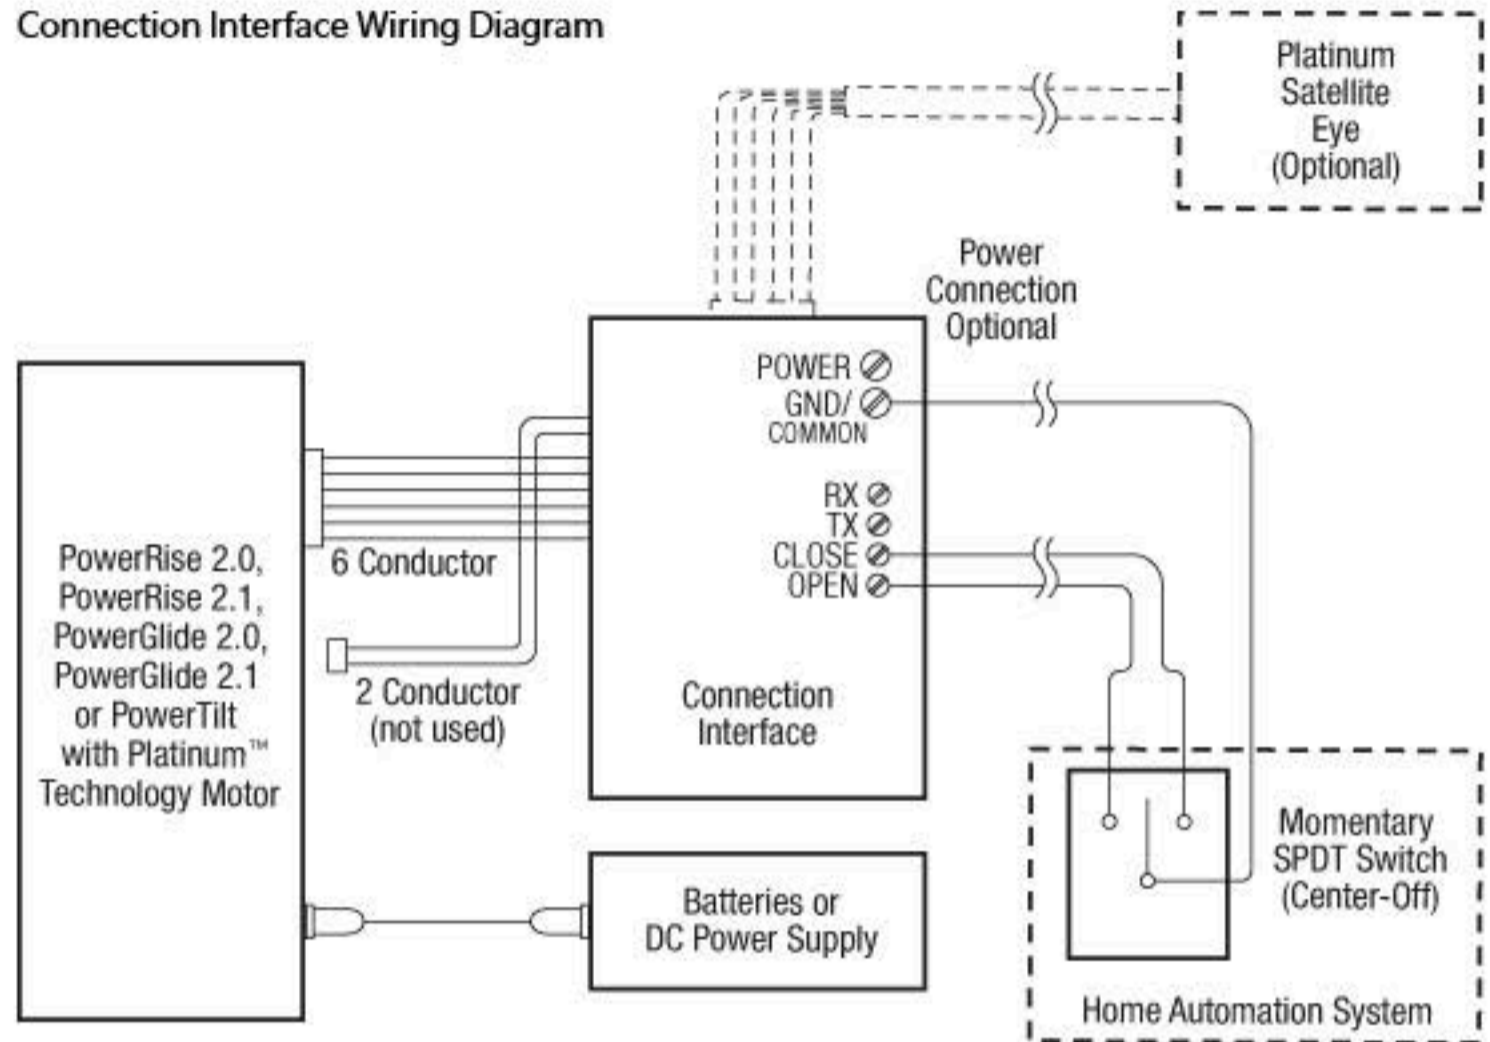 Connection Interface Wiring Diagram
Platinum
Satellite
Eye
(Optional)
Power
Connection
Optional
POWER
GND/
COMMON
RX
TX
CLOSE
OPEN
Connection
Interface
6 Conductor
2 Conductor
(not used)
PowerRise 2.0,
PowerRise 2.1,
PowerGlide 2.0,
PowerGlide 2.1
or PowerTilt
with Platinum™
Technology Motor
Batteries or
DC Power Supply
Momentary
SPDT Switch
(Center-Off)
Home Automation System